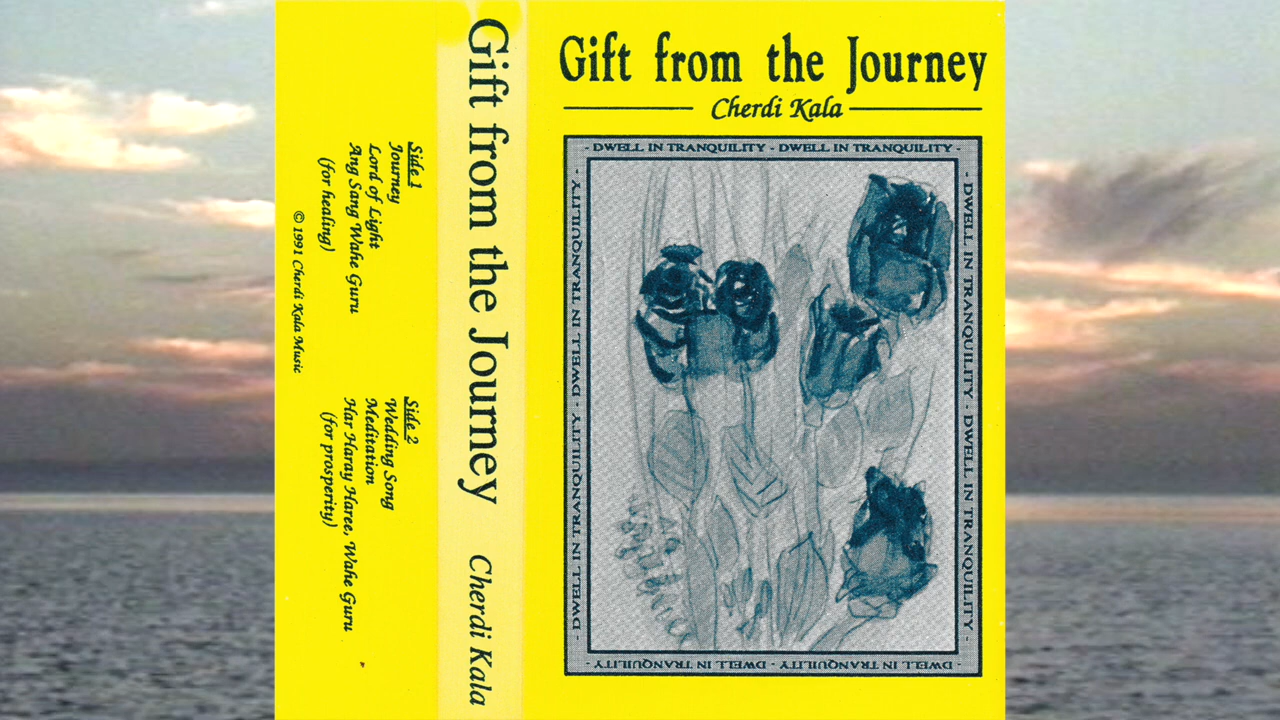 Gift from the Journey
Cherdi Kala
- DWELL IN TRANQUILITY - DWELL IN TRANQUILITY -
- DWELL IN TRANQUILITY - DWELL IN TRANQUILITY -
- DWELL IN TRANQUILITY - DWELL IN TRANQUILITY -
- DWELL IN TRANQUILITY - DWELL IN TRANQUILITY -
Gift from the Journey Cherdi Kala
Side 1
Journey
Lord of Light
Ang Sang Wahe Guru
(for healing)
Side 2
Wedding Song
Meditation
Har Haray Haree, Wahe Guru
(for prosperity)
© 1991 Cherdi Kala Music